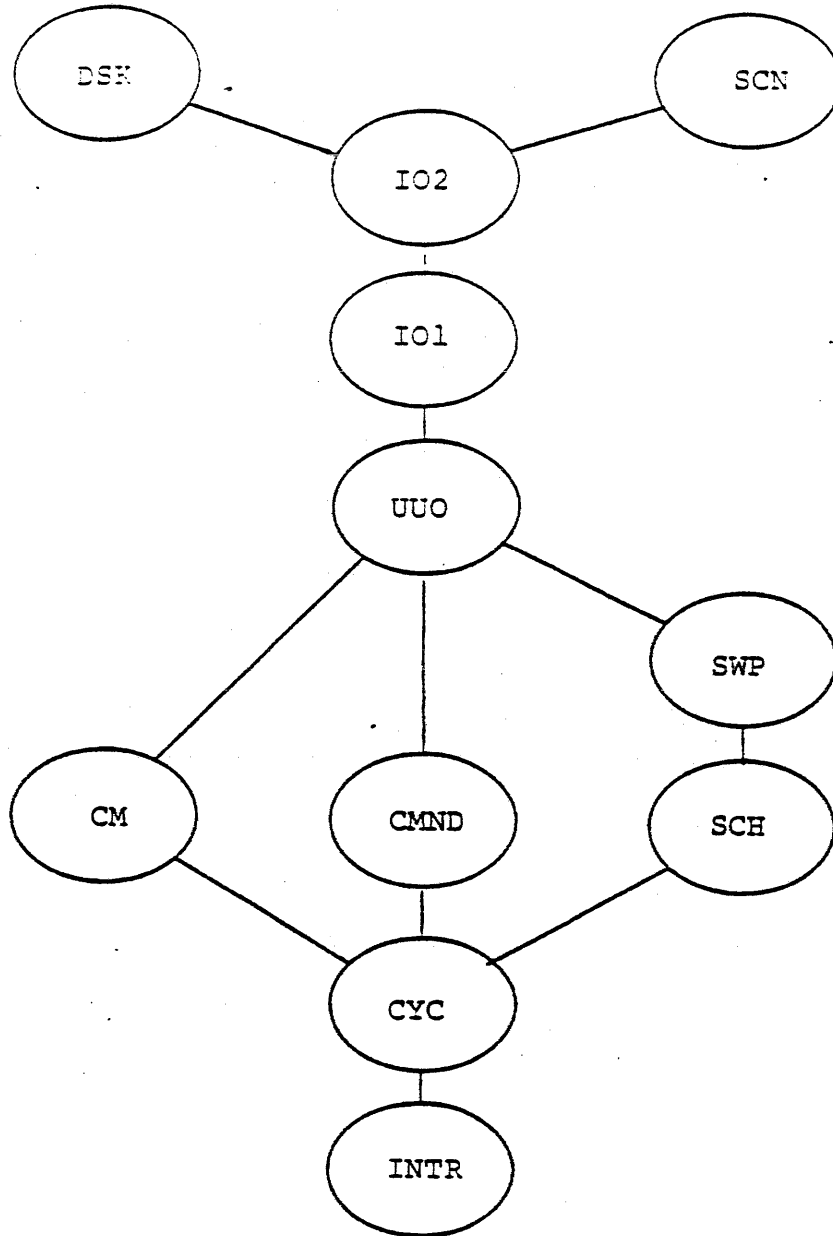 DSK
SCN
IO2
IO1
UUO
SWP
CM
CMND
SCH
CYC
INTR